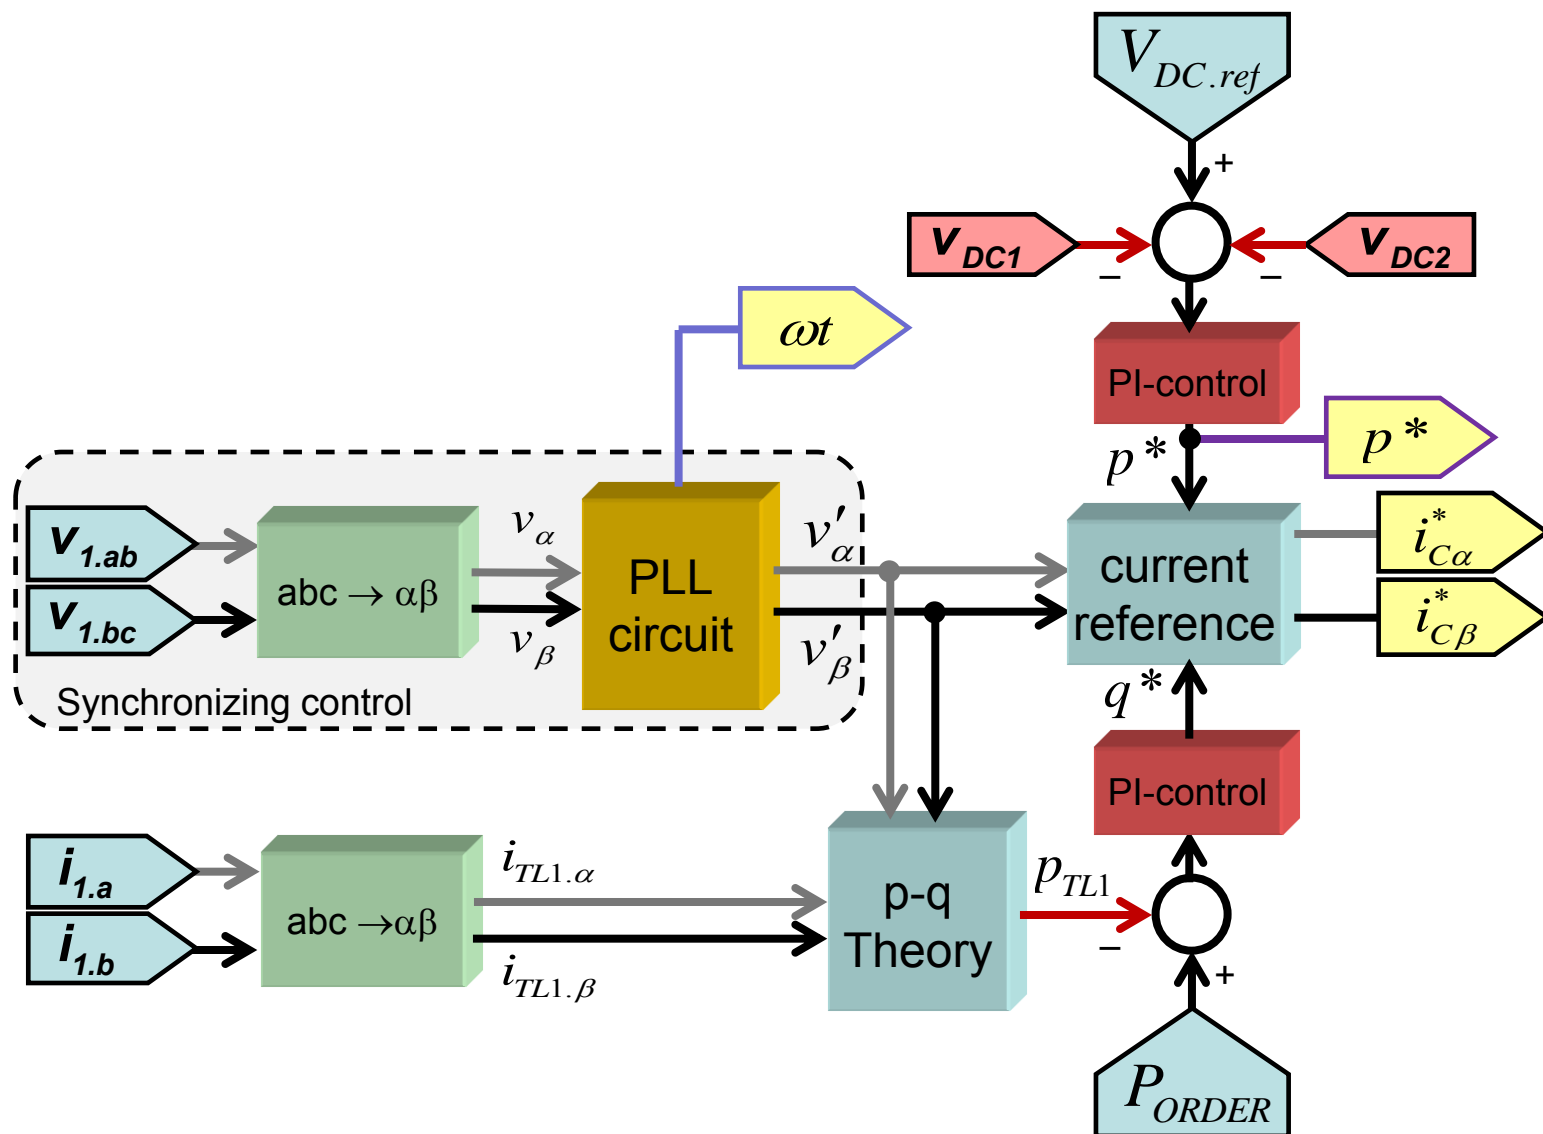 V_DC.ref
+
v_DC1
v_DC2
−
−
ωt
PI-control
p*
p*
v_1.ab
v_1.bc
abc → αβ
v_α
v_β
PLL
circuit
v'_α
v'_β
current
reference
i*_Cα
i*_Cβ
Synchronizing control
q*
PI-control
i_1.a
i_1.b
abc →αβ
i_TL1.α
i_TL1.β
p-q
Theory
p_TL1
−
+
P_ORDER